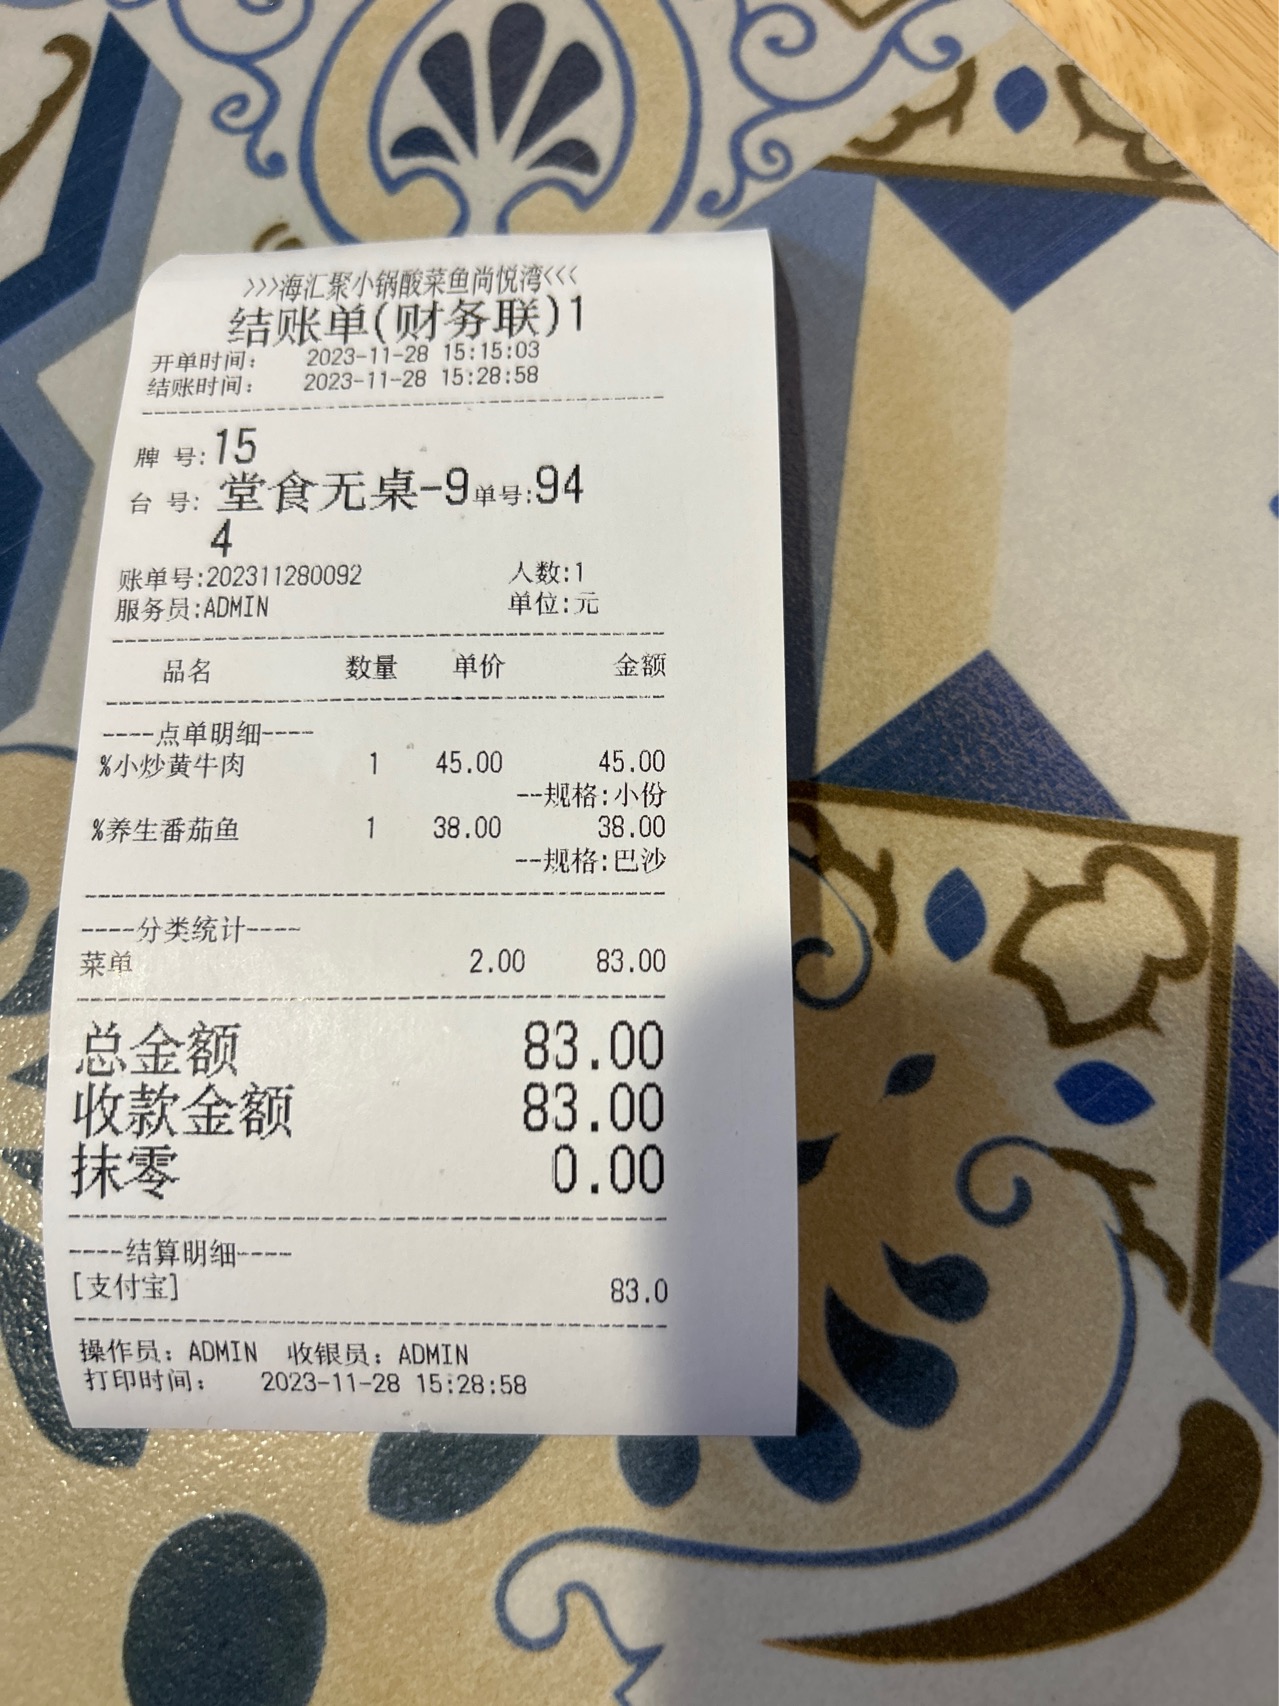 >>>海汇聚小锅酸菜鱼尚悦湾<<<
结账单(财务联)1
开单时间: 2023-11-28 15:15:03
结账时间: 2023-11-28 15:28:58
牌 号:15
台 号: 堂食无桌-9单号:94
4
账单号:202311280092 人数:1
服务员:ADMIN 单位:元
品名 数量 单价 金额
----点单明细----
%小炒黄牛肉 1 45.00 45.00
--规格:小份
%养生番茄鱼 1 38.00 38.00
--规格:巴沙
----分类统计----
菜单 2.00 83.00
总金额 83.00
收款金额 83.00
抹零 0.00
----结算明细----
[支付宝] 83.0
操作员: ADMIN 收银员: ADMIN
打印时间: 2023-11-28 15:28:58